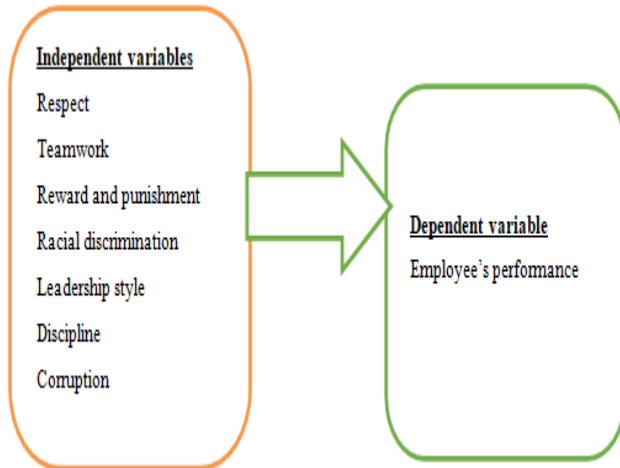 Independent variables
Respect
Teamwork
Reward and punishment
Racial discrimination
Leadership style
Discipline
Corruption
Dependent variable
Employee’s performance